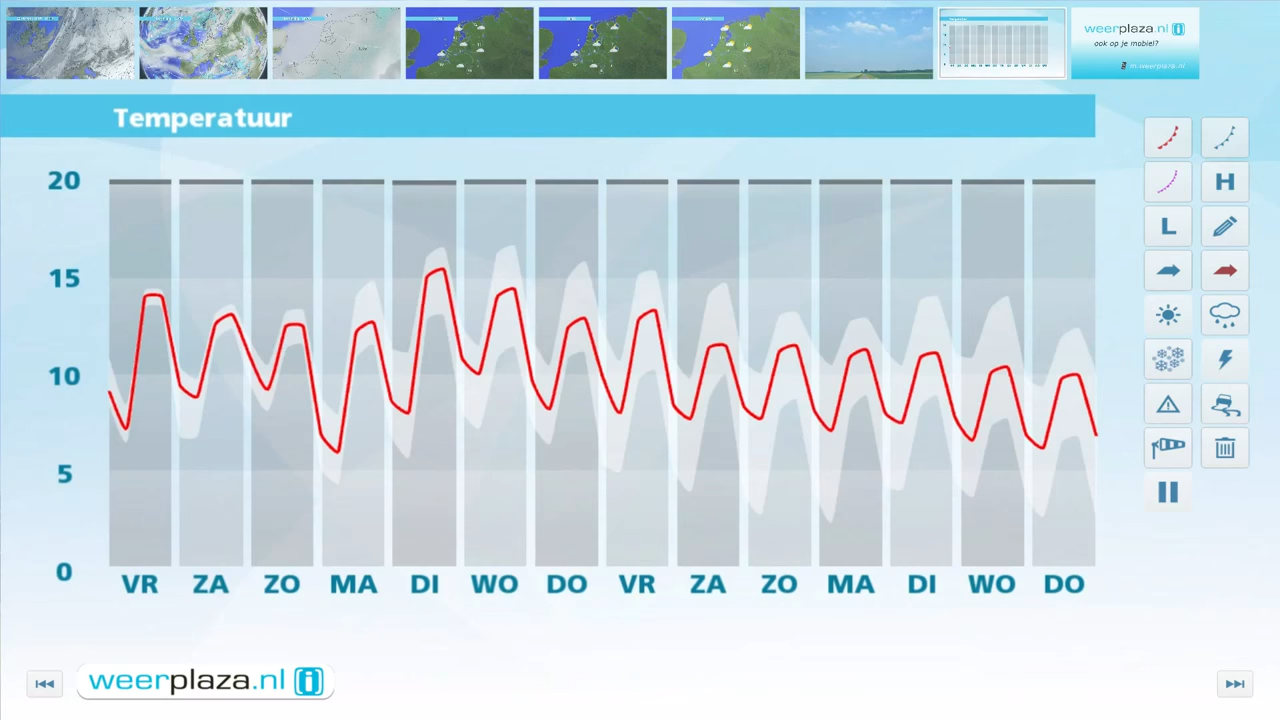 weerplaza.nl i
ook op je mobiel?
m.weerplaza.nl
Temperatuur
20
15
10
5
0
VR ZA ZO MA DI WO DO VR ZA ZO MA DI WO DO
H
L
weerplaza.nl i